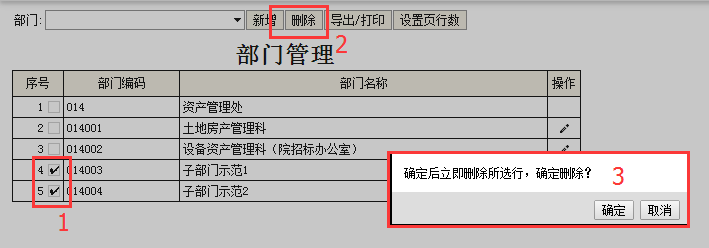 部门: 新增 删除 导出/打印 设置页行数
2
部门管理
序号 部门编码 部门名称 操作
1 014 资产管理处
2 014001 土地房产管理科
3 014002 设备资产管理科（院招标办公室）
4 014003 子部门示范1
5 014004 子部门示范2
1
确定后立即删除所选行，确定删除？ 3
确定 取消